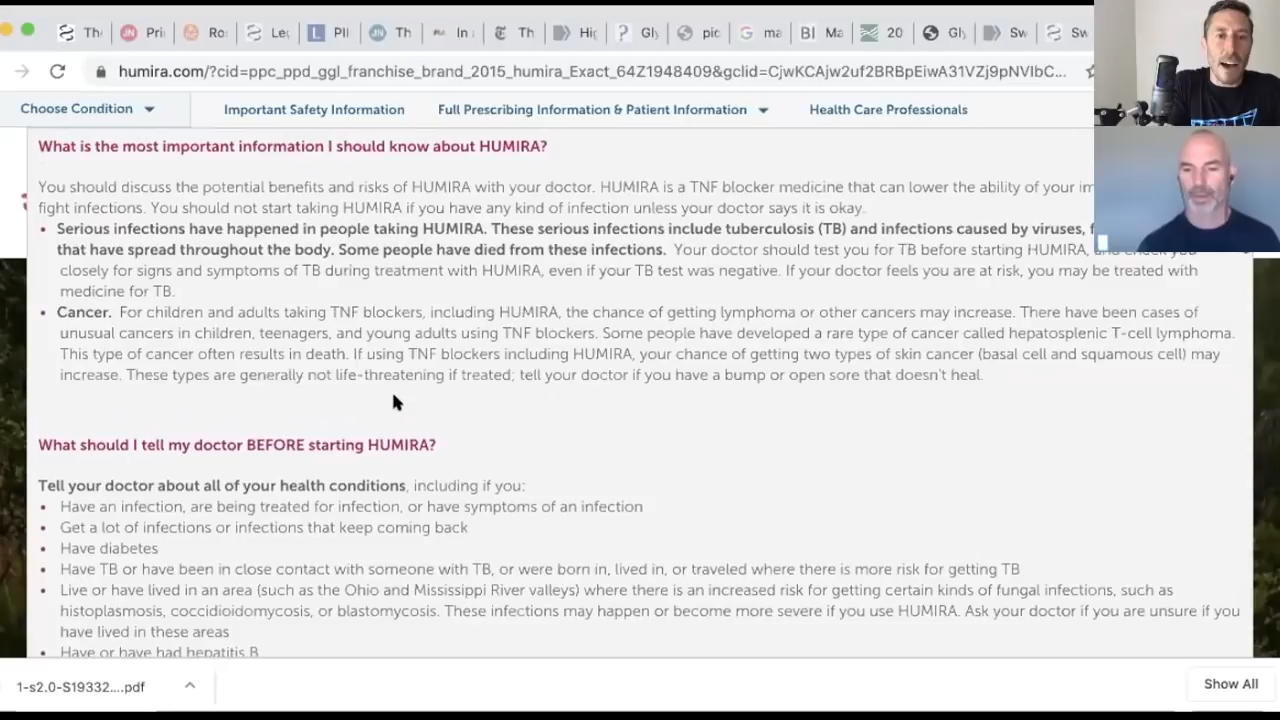 The
Pri
Ro
Le
PII
Th
In
Th
Hi
Gly
pic
ma
Ma
20
Gly
Sw
Sw
humira.com/?cid=ppc_ppd_ggl_franchise_brand_2015_humira_Exact_64Z1948409&gclid=CjwKCAjw2uf2BRBpEiwA31VZj9pNVIbC...
Choose Condition
Important Safety Information
Full Prescribing Information & Patient Information
Health Care Professionals
What is the most important information I should know about HUMIRA?
You should discuss the potential benefits and risks of HUMIRA with your doctor. HUMIRA is a TNF blocker medicine that can lower the ability of your
fight infections. You should not start taking HUMIRA if you have any kind of infection unless your doctor says it is okay.
• Serious infections have happened in people taking HUMIRA. These serious infections include tuberculosis (TB) and infections caused by viruses,
that have spread throughout the body. Some people have died from these infections. Your doctor should test you for TB before starting HUMIRA, and check you
closely for signs and symptoms of TB during treatment with HUMIRA, even if your TB test was negative. If your doctor feels you are at risk, you may be treated with
medicine for TB.
• Cancer. For children and adults taking TNF blockers, including HUMIRA, the chance of getting lymphoma or other cancers may increase. There have been cases of
unusual cancers in children, teenagers, and young adults using TNF blockers. Some people have developed a rare type of cancer called hepatosplenic T-cell lymphoma.
This type of cancer often results in death. If using TNF blockers including HUMIRA, your chance of getting two types of skin cancer (basal cell and squamous cell) may
increase. These types are generally not life-threatening if treated; tell your doctor if you have a bump or open sore that doesn't heal.
What should I tell my doctor BEFORE starting HUMIRA?
Tell your doctor about all of your health conditions, including if you:
• Have an infection, are being treated for infection, or have symptoms of an infection
• Get a lot of infections or infections that keep coming back
• Have diabetes
• Have TB or have been in close contact with someone with TB, or were born in, lived in, or traveled where there is more risk for getting TB
• Live or have lived in an area (such as the Ohio and Mississippi River valleys) where there is an increased risk for getting certain kinds of fungal infections, such as
histoplasmosis, coccidioidomycosis, or blastomycosis. These infections may happen or become more severe if you use HUMIRA. Ask your doctor if you are unsure if you
have lived in these areas
• Have or have had hepatitis B
1-s2.0-S19332....pdf
Show All